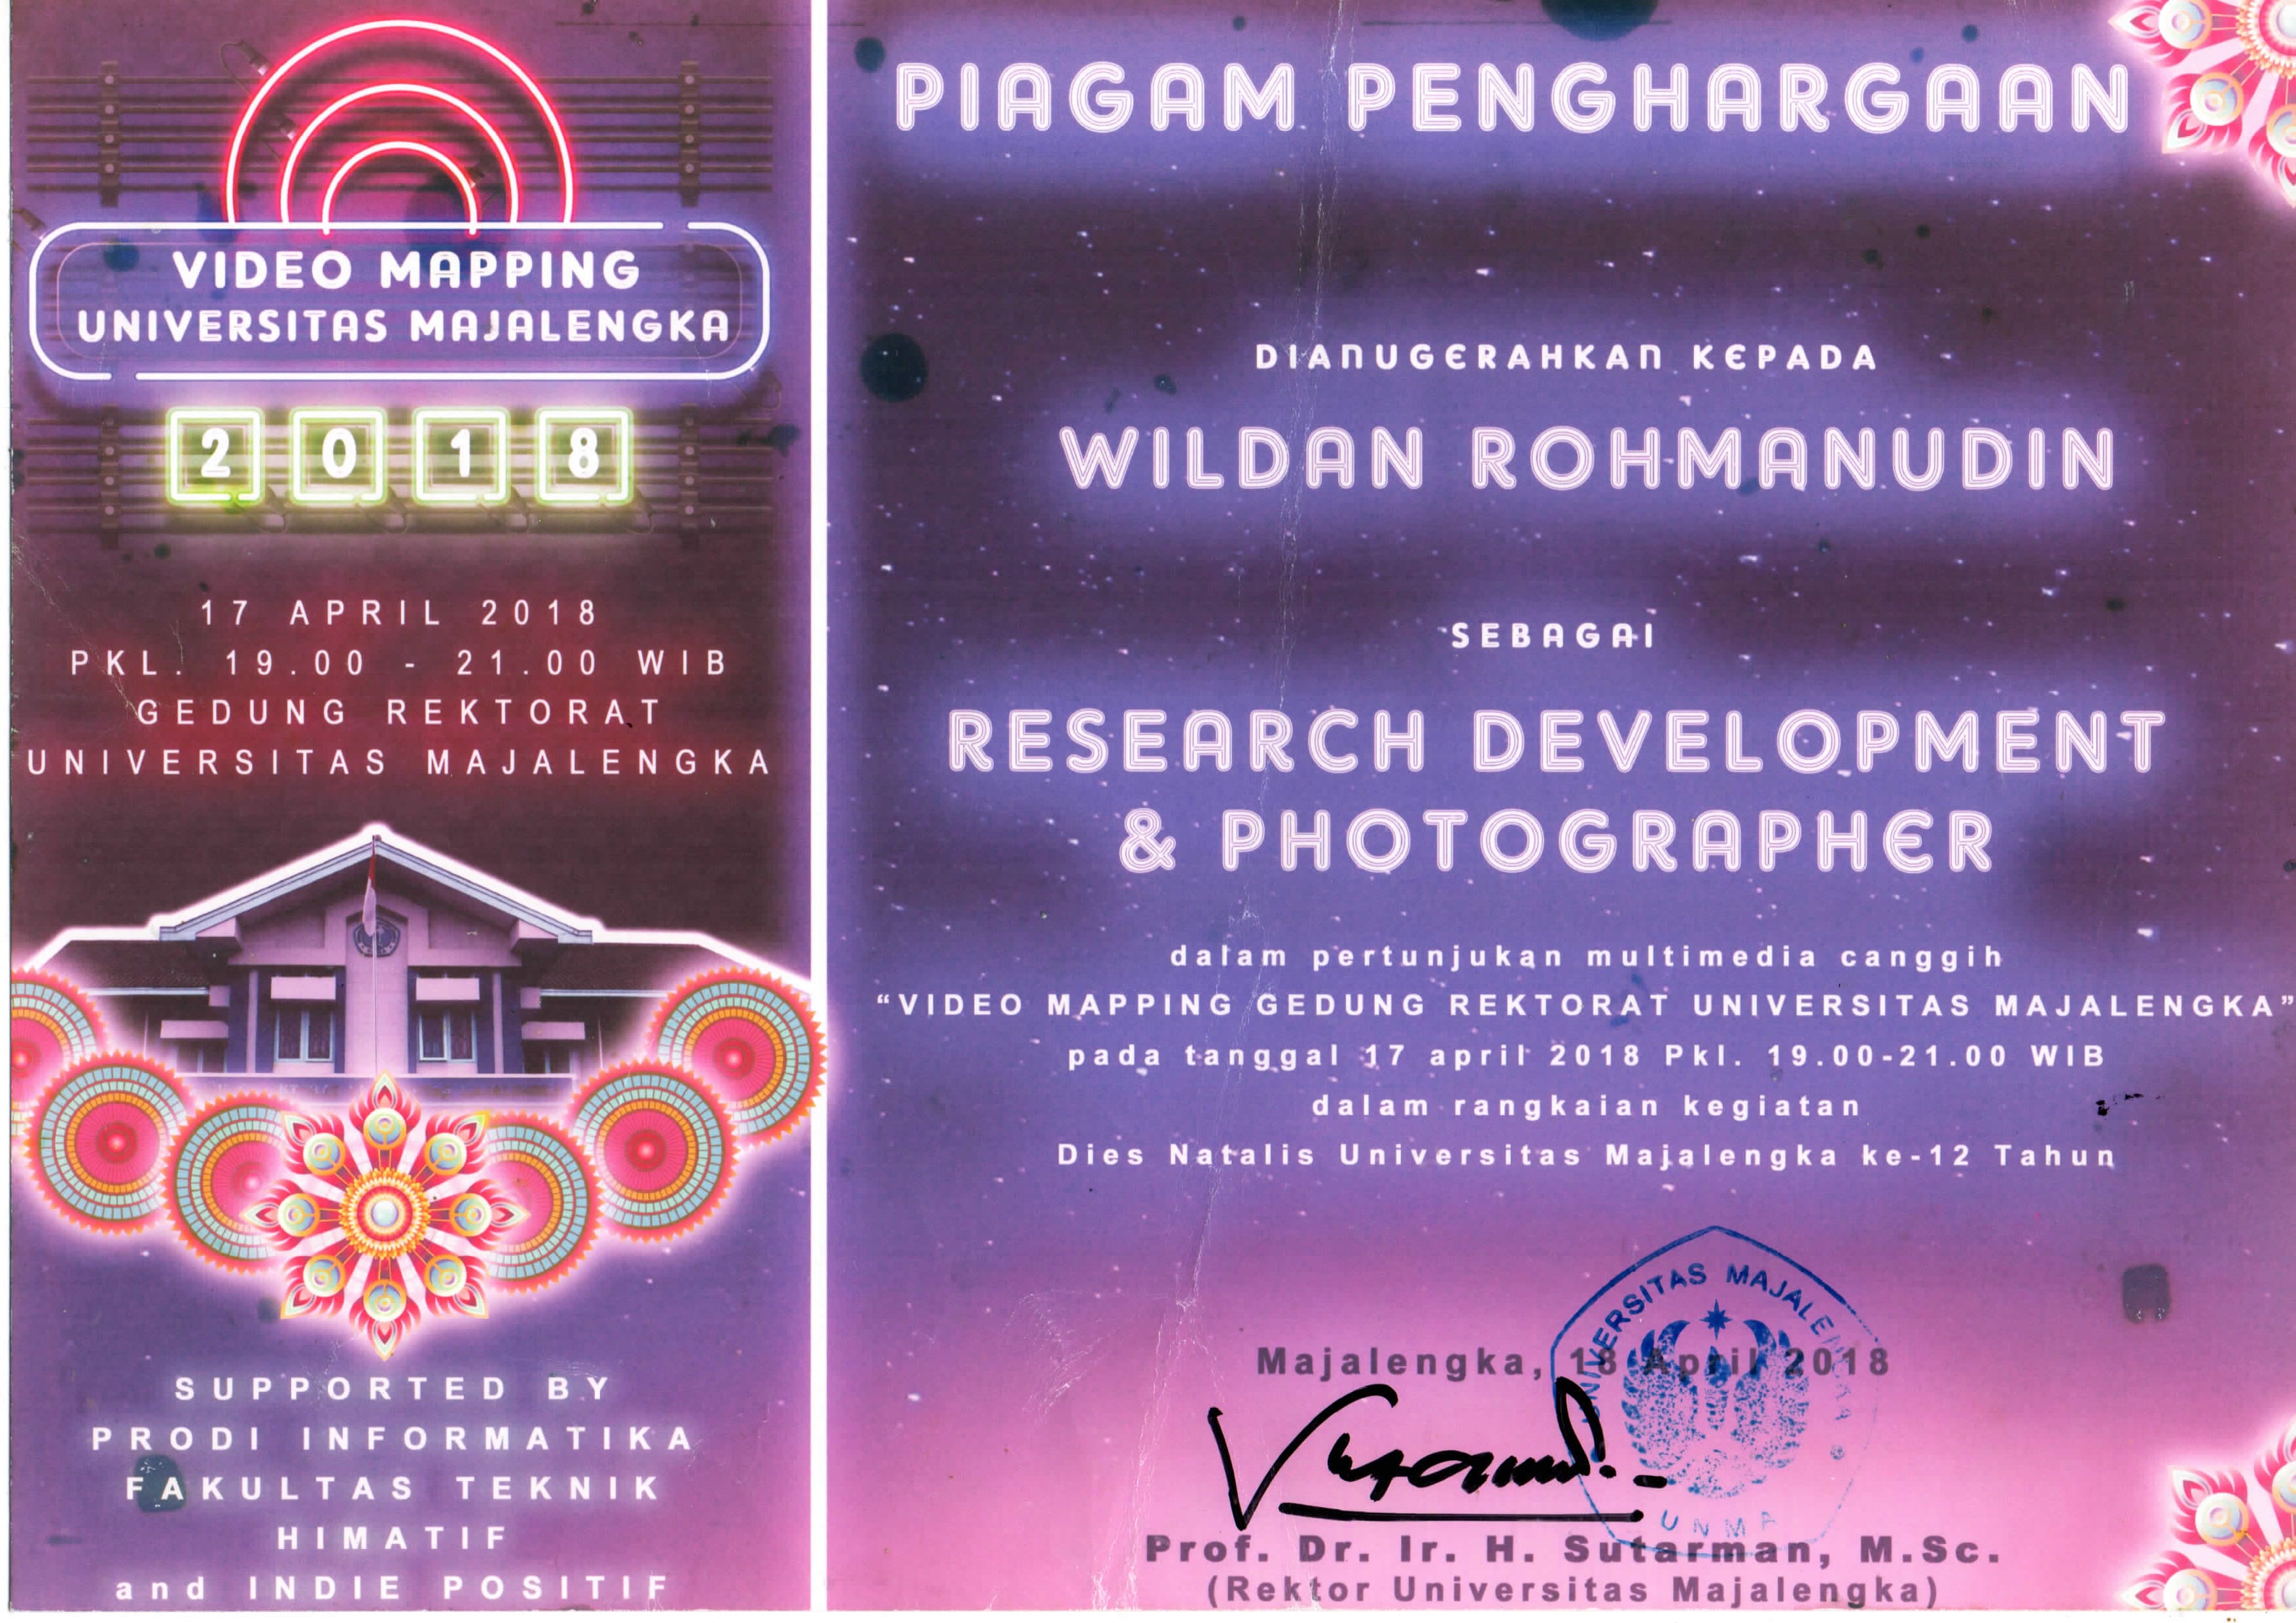 VIDEO MAPPING
UNIVERSITAS MAJALENGKA
2018
17 APRIL 2018
PKL. 19.00 - 21.00 WIB
GEDUNG REKTORAT
UNIVERSITAS MAJALENGKA
SUPPORTED BY
PRODI INFORMATIKA
FAKULTAS TEKNIK
HIMATIF
and INDIE POSITIF
PIAGAM PENGHARGAAN
DIANUGERAHKAN KEPADA
WILDAN ROHMANUDIN
SEBAGAI
RESEARCH DEVELOPMENT
& PHOTOGRAPHER
dalam pertunjukan multimedia canggih
“VIDEO MAPPING GEDUNG REKTORAT UNIVERSITAS MAJALENGKA”
pada tanggal 17 april 2018 Pkl. 19.00-21.00 WIB
dalam rangkaian kegiatan
Dies Natalis Universitas Majalengka ke-12 Tahun
UNIVERSITAS MAJALENGKA
Majalengka, 18 April 2018
UNMA
Prof. Dr. Ir. H. Sutarman, M.Sc.
(Rektor Universitas Majalengka)